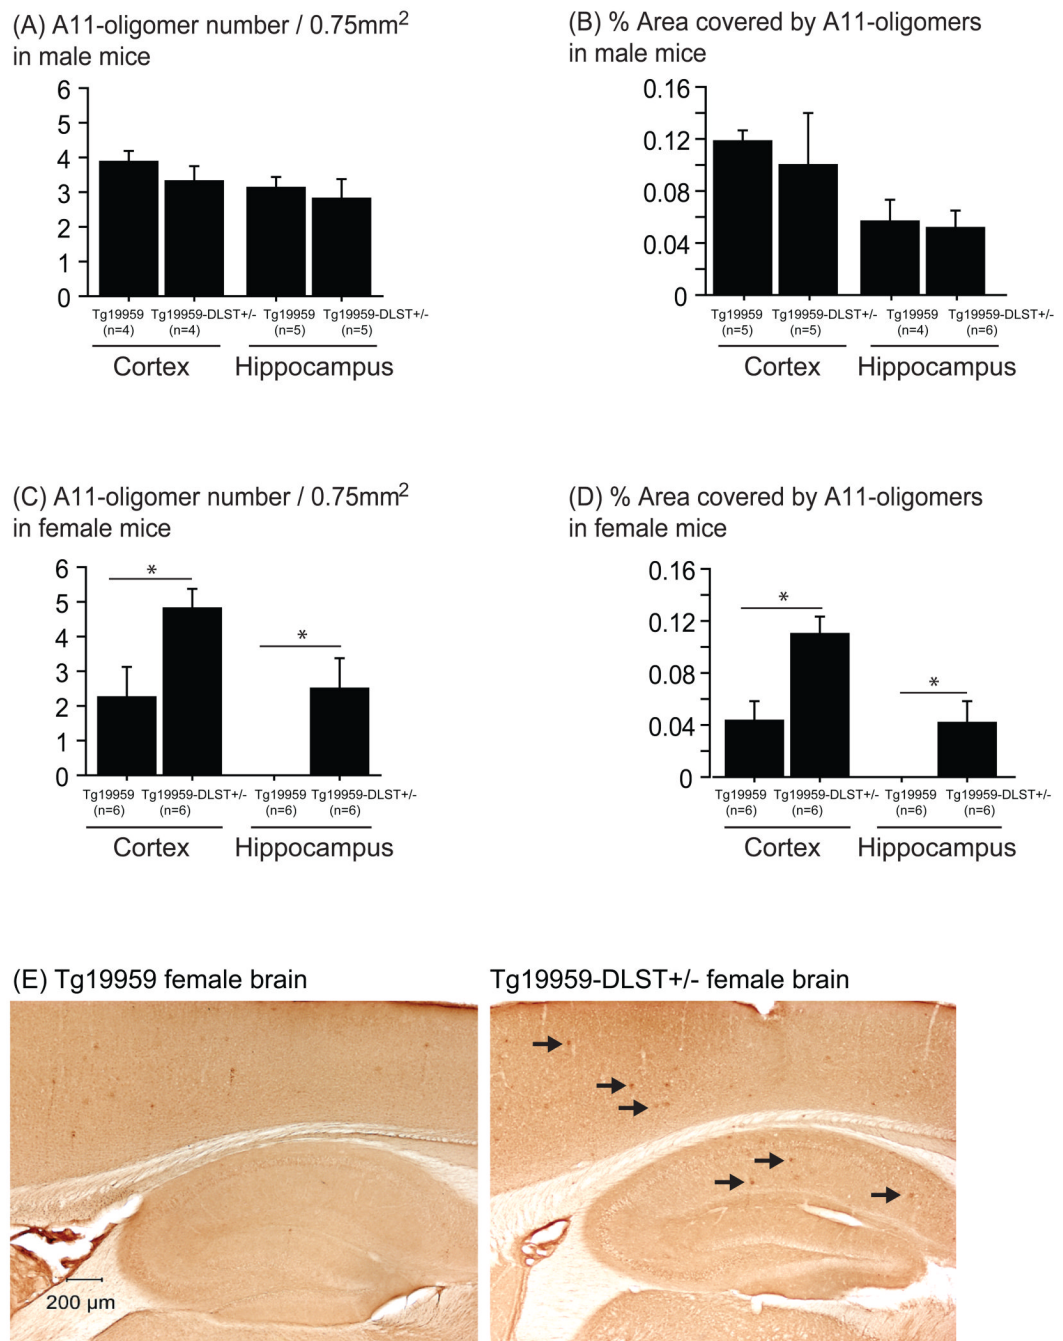 (A) A11-oligomer number / 0.75mm2
in male mice
6
5
4
3
2
1
0
Tg19959 Tg19959-DLST+/- Tg19959 Tg19959-DLST+/-
(n=4) (n=4) (n=5) (n=5)
Cortex Hippocampus
(B) % Area covered by A11-oligomers
in male mice
0.16
0.12
0.08
0.04
0
Tg19959 Tg19959-DLST+/- Tg19959 Tg19959-DLST+/-
(n=5) (n=5) (n=4) (n=6)
Cortex Hippocampus
(C) A11-oligomer number / 0.75mm2
in female mice
6
5
4
3
2
1
0
*
*
Tg19959 Tg19959-DLST+/- Tg19959 Tg19959-DLST+/-
(n=6) (n=6) (n=6) (n=6)
Cortex Hippocampus
(D) % Area covered by A11-oligomers
in female mice
0.16
0.12
0.08
0.04
0
*
*
Tg19959 Tg19959-DLST+/- Tg19959 Tg19959-DLST+/-
(n=6) (n=6) (n=6) (n=6)
Cortex Hippocampus
(E) Tg19959 female brain
Tg19959-DLST+/- female brain
200 µm